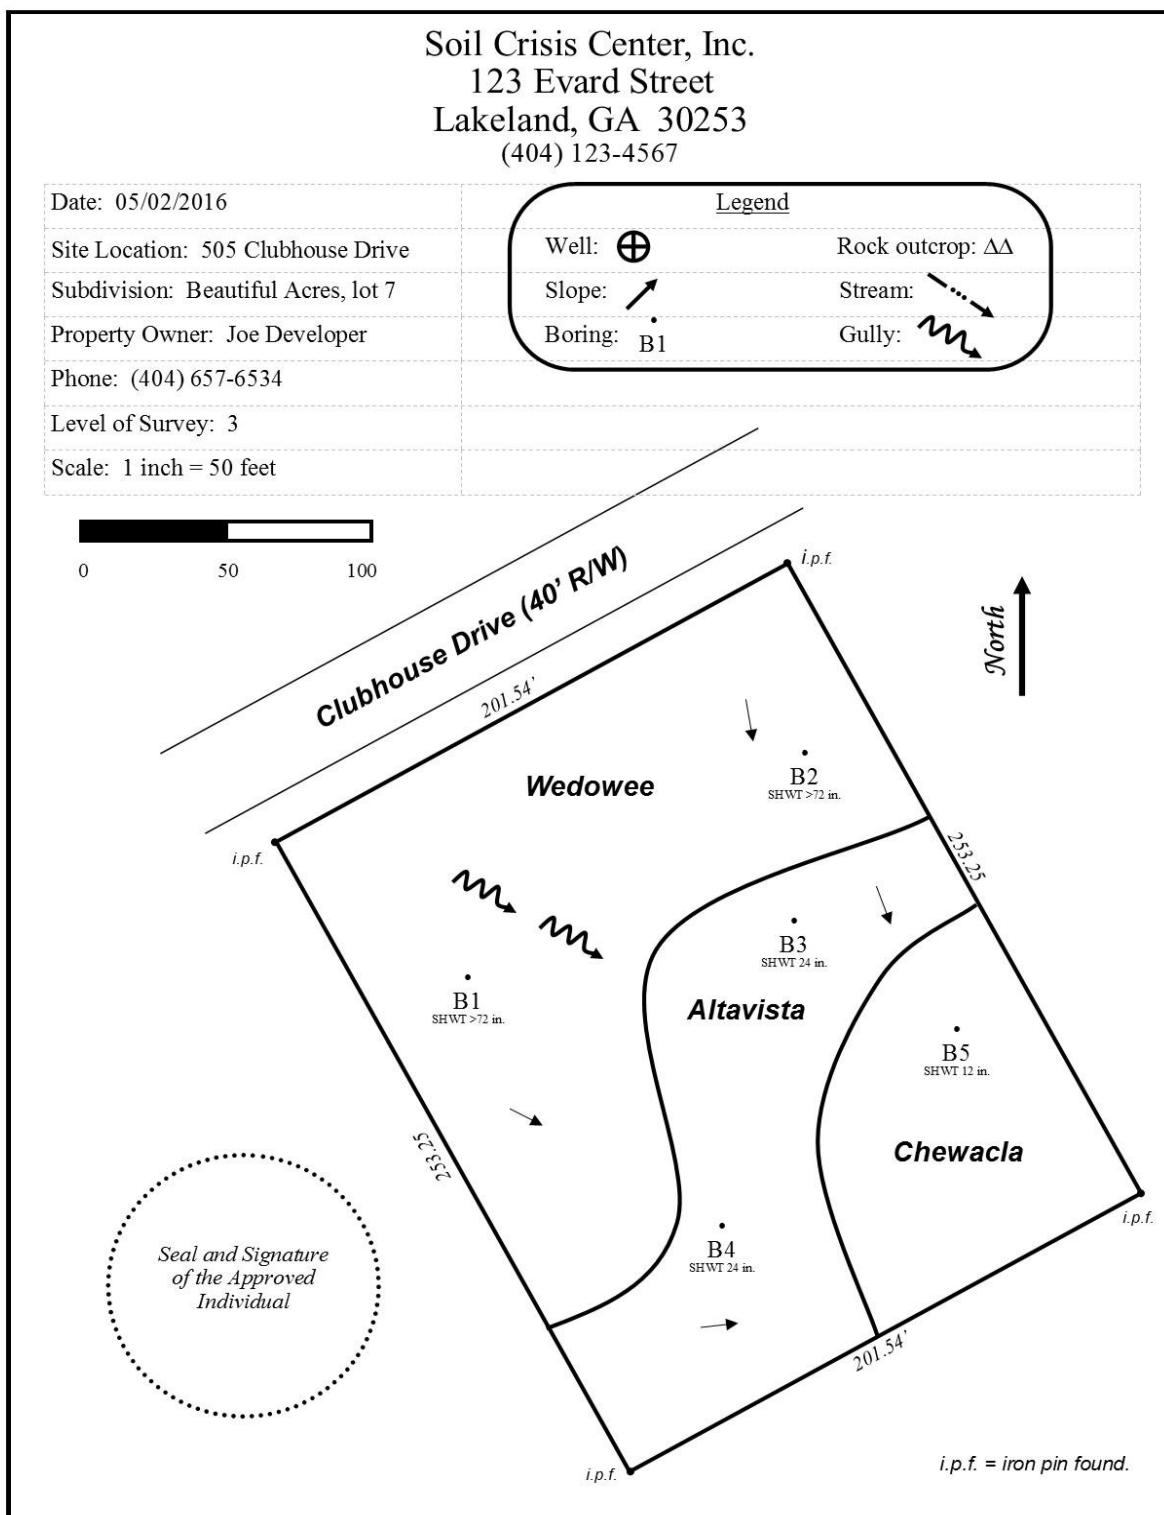 Soil Crisis Center, Inc.
123 Evard Street
Lakeland, GA 30253
(404) 123-4567
Date: 05/02/2016
Site Location: 505 Clubhouse Drive
Subdivision: Beautiful Acres, lot 7
Property Owner: Joe Developer
Phone: (404) 657-6534
Level of Survey: 3
Scale: 1 inch = 50 feet
Legend
Well:
Rock outcrop: ΔΔ
Slope:
Stream:
Boring:
B1
Gully:
0 50 100
Clubhouse Drive (40' R/W)
i.p.f.
North
201.54'
Wedowee
B2
SHWT >72 in.
i.p.f.
253.25
B3
SHWT 24 in.
B1
SHWT >72 in.
Altavista
B5
SHWT 12 in.
253.25
Chewacla
i.p.f.
B4
SHWT 24 in.
Seal and Signature
of the Approved
Individual
201.54'
i.p.f.
i.p.f. = iron pin found.